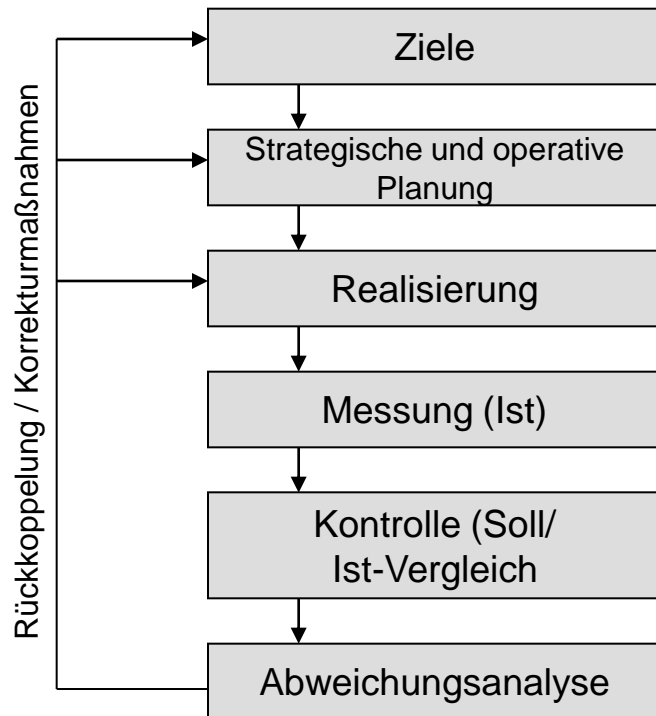 Ziele
Strategische und operative
Planung
Realisierung
Messung (Ist)
Kontrolle (Soll/
Ist-Vergleich
Abweichungsanalyse
Rückkoppelung / Korrekturmaßnahmen